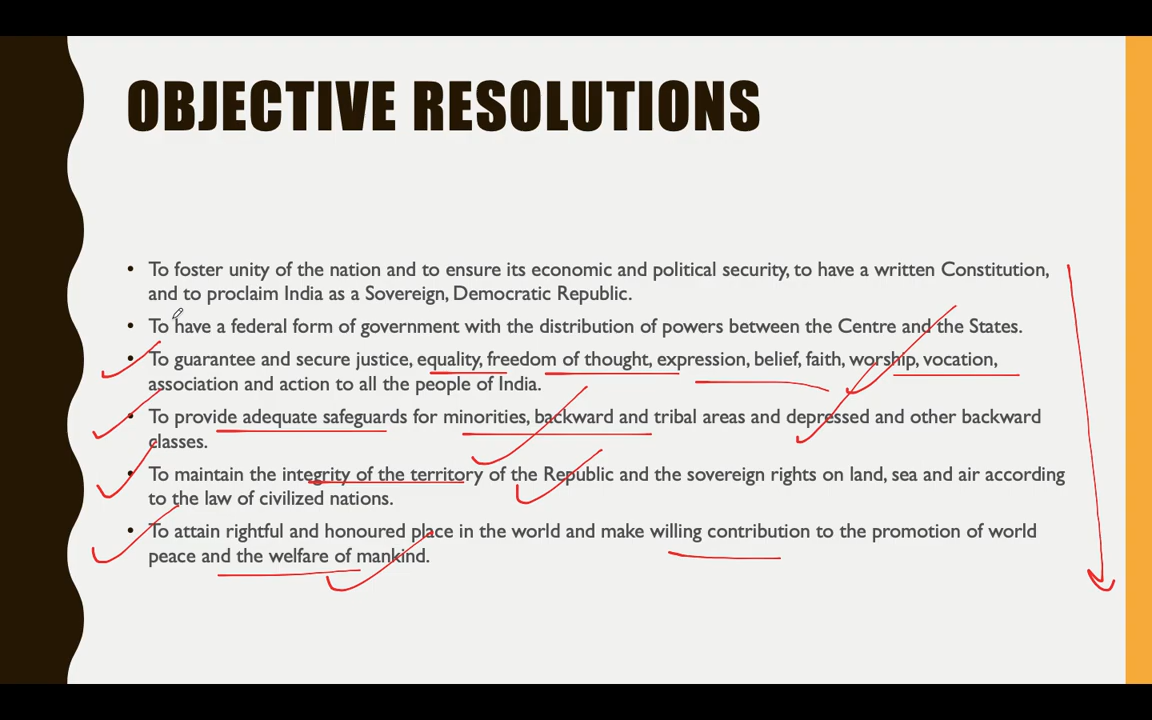 OBJECTIVE RESOLUTIONS
• To foster unity of the nation and to ensure its economic and political security, to have a written Constitution,
and to proclaim India as a Sovereign, Democratic Republic.
• To have a federal form of government with the distribution of powers between the Centre and the States.
• To guarantee and secure justice, equality, freedom of thought, expression, belief, faith, worship, vocation,
association and action to all the people of India.
• To provide adequate safeguards for minorities, backward and tribal areas and depressed and other backward
classes.
• To maintain the integrity of the territory of the Republic and the sovereign rights on land, sea and air according
to the law of civilized nations.
• To attain rightful and honoured place in the world and make willing contribution to the promotion of world
peace and the welfare of mankind.